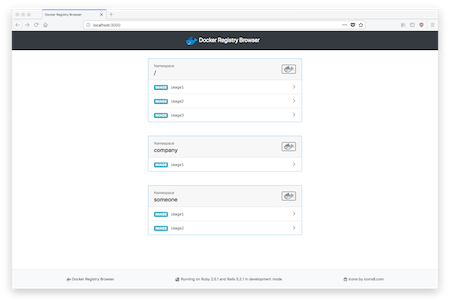 Docker Registry Browser
localhost:3000
Docker Registry Browser
Namespace
/
IMAGE image1
IMAGE image2
IMAGE image3
Namespace
company
IMAGE image1
Namespace
someone
IMAGE image1
IMAGE image2
Docker Registry Browser
Running on Ruby 2.5.1 and Rails 5.2.1 in development mode
Icons by icons8.com